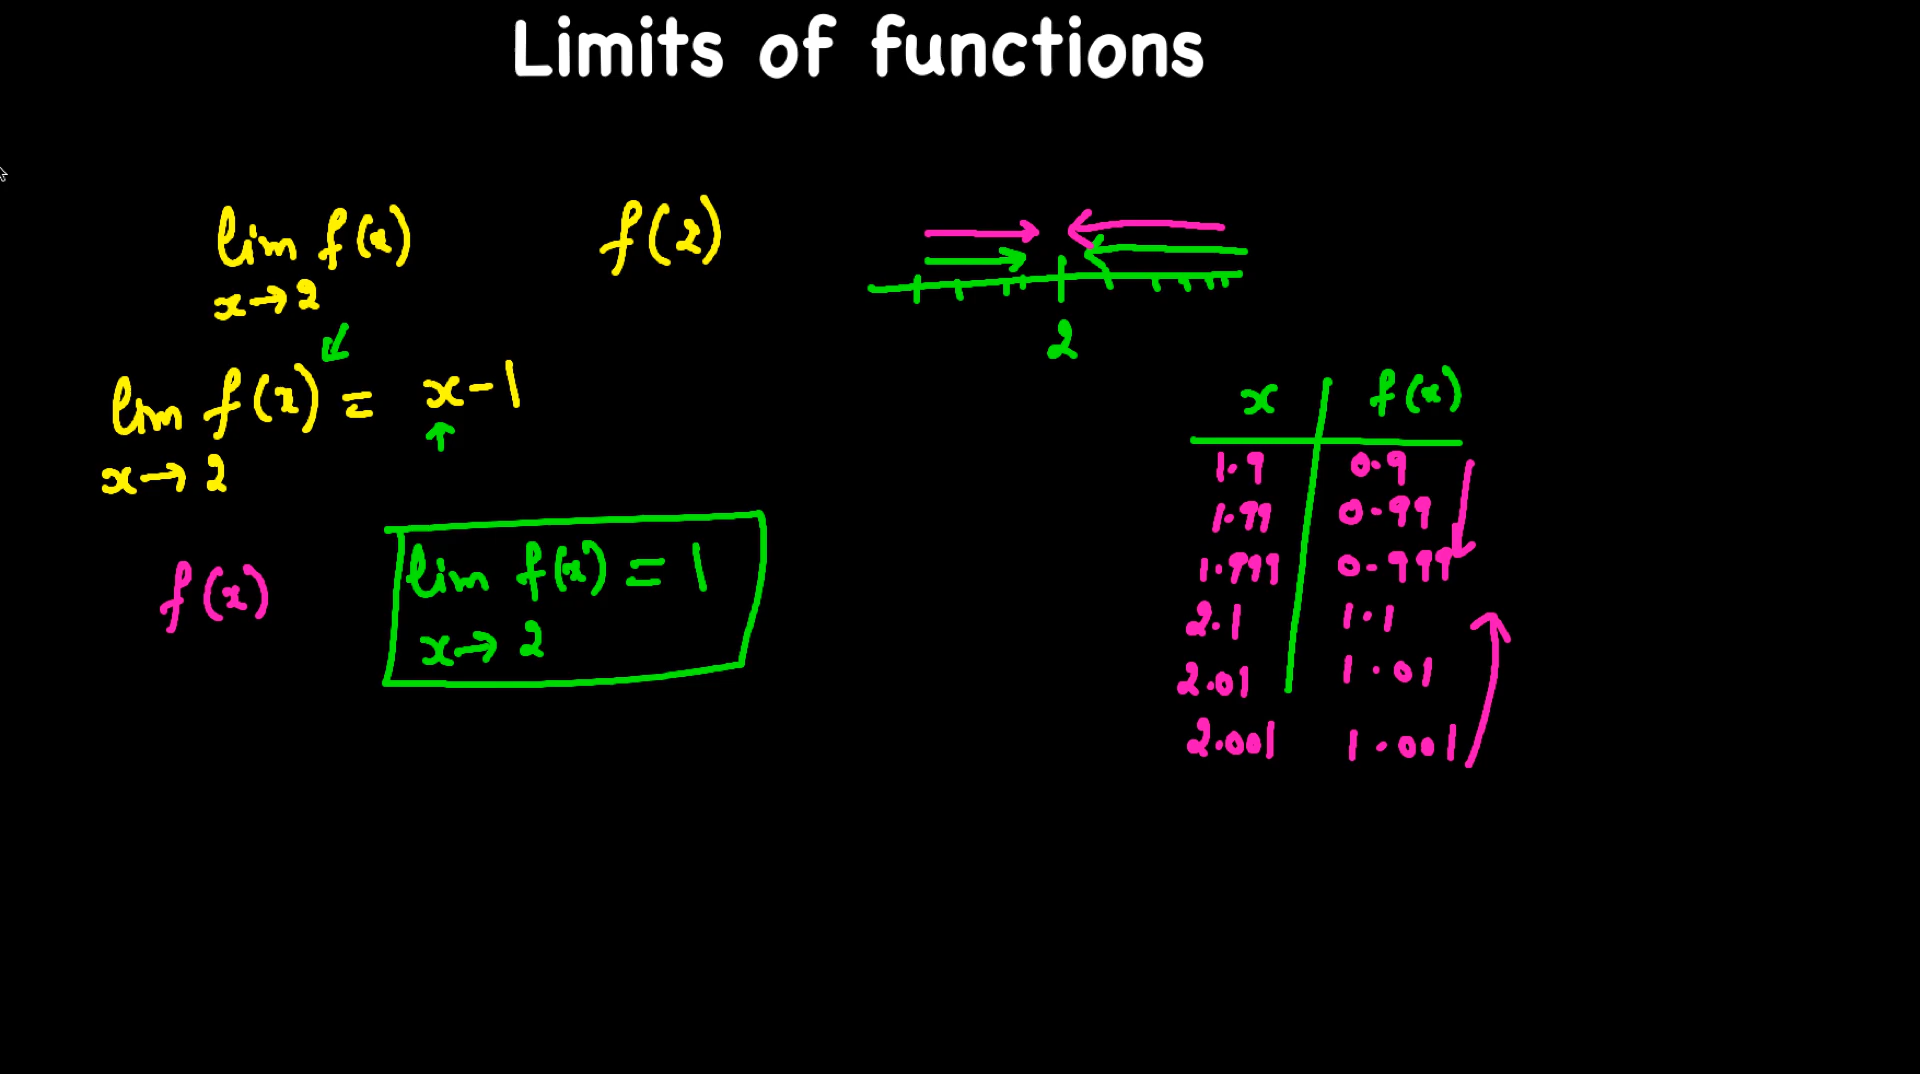 Limits of functions
lim f(x)
x→2
f(2)
2
lim f(x) = x-1
x→2
x f(x)
1.9 0.9
1.99 0.99
1.999 0.999
2.1 1.1
2.01 1.01
2.001 1.001
f(x)
lim f(x) = 1
x→2